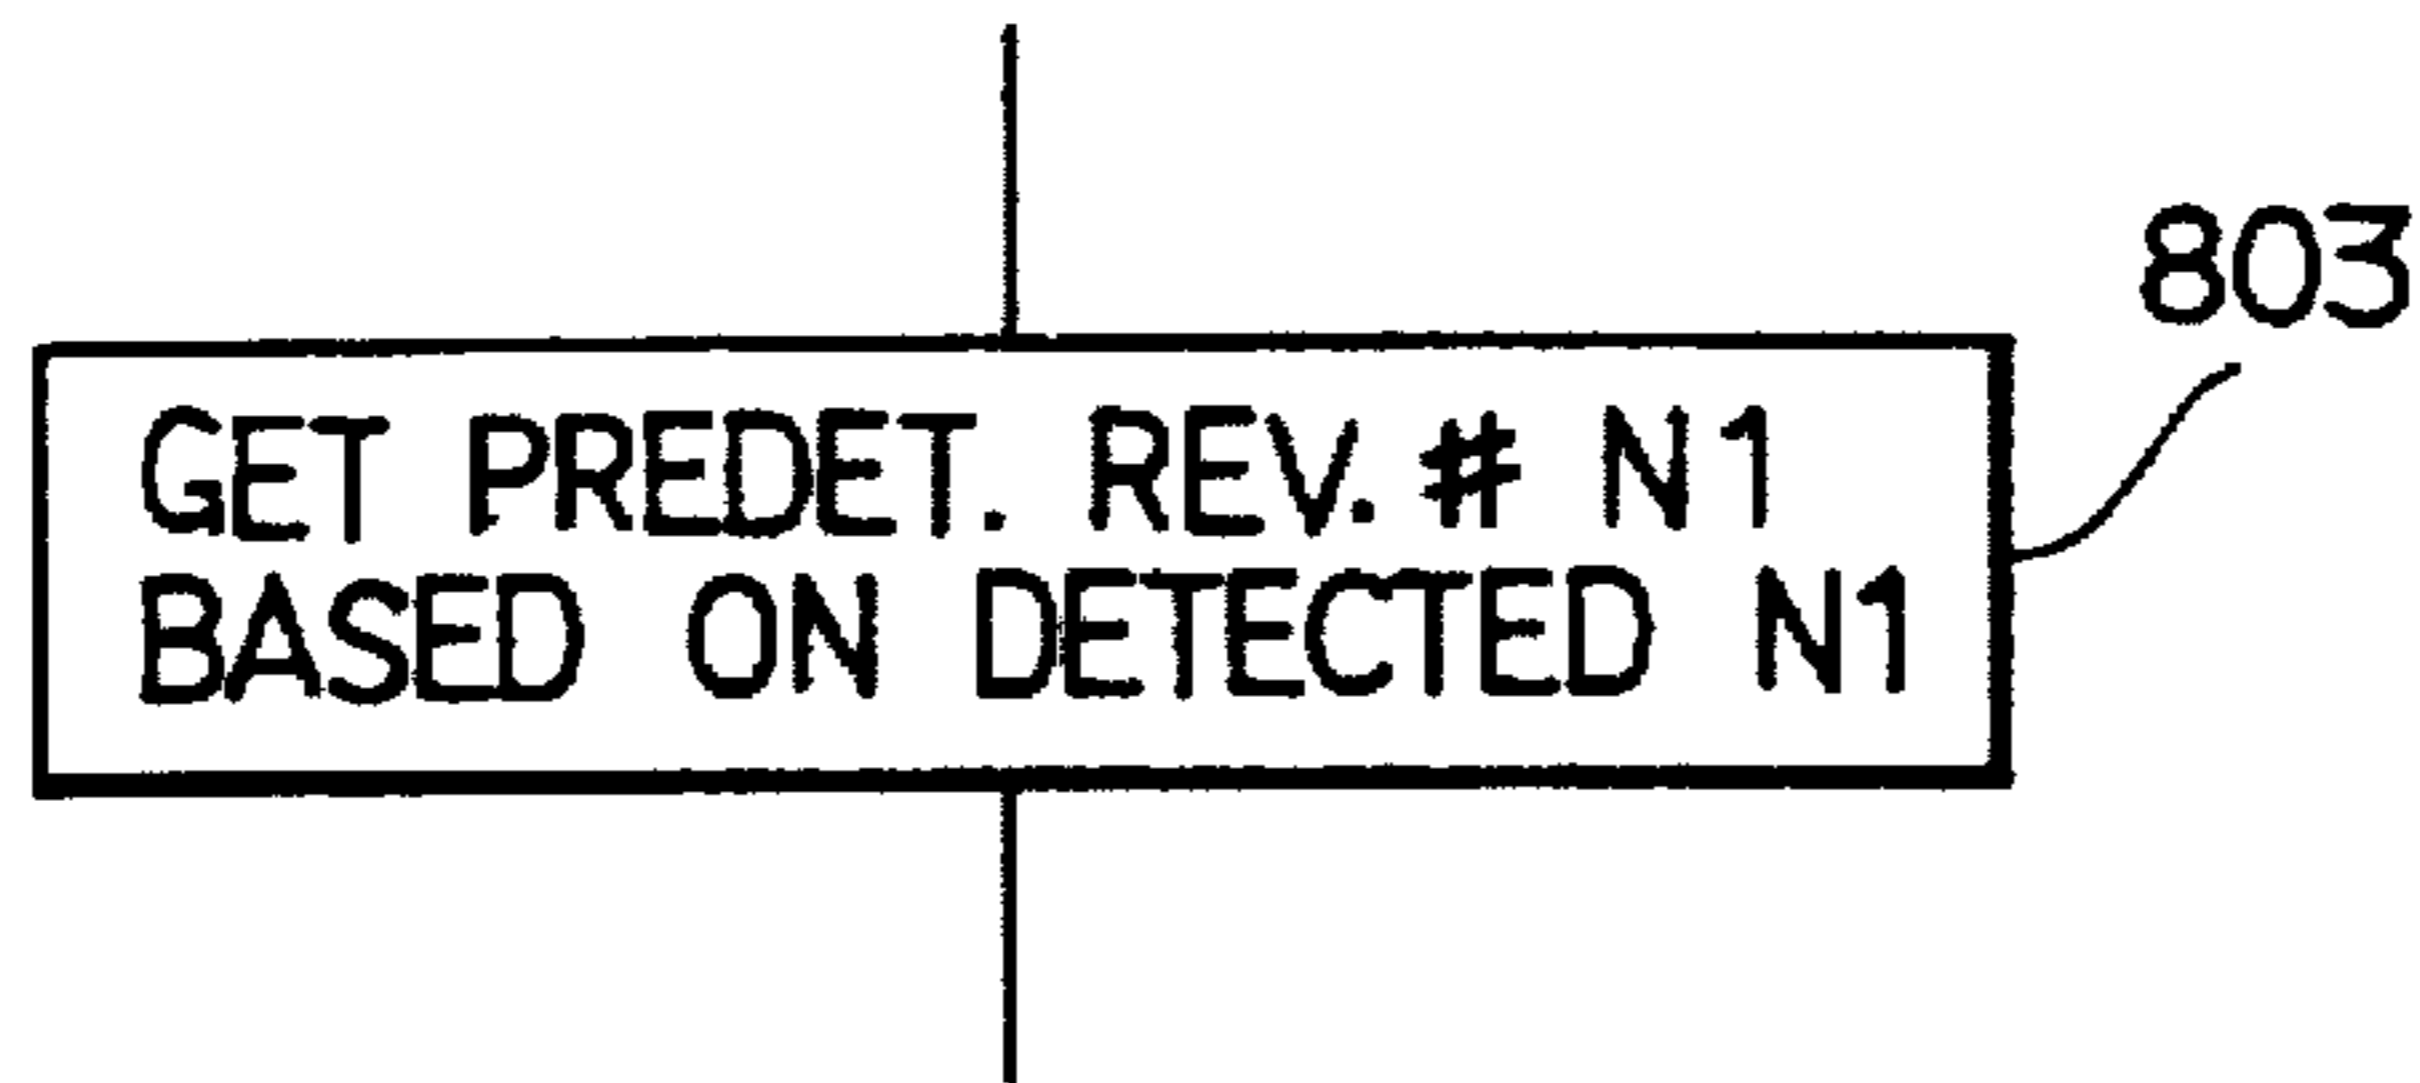 803
GET PREDET. REV. # N1
BASED ON DETECTED N1